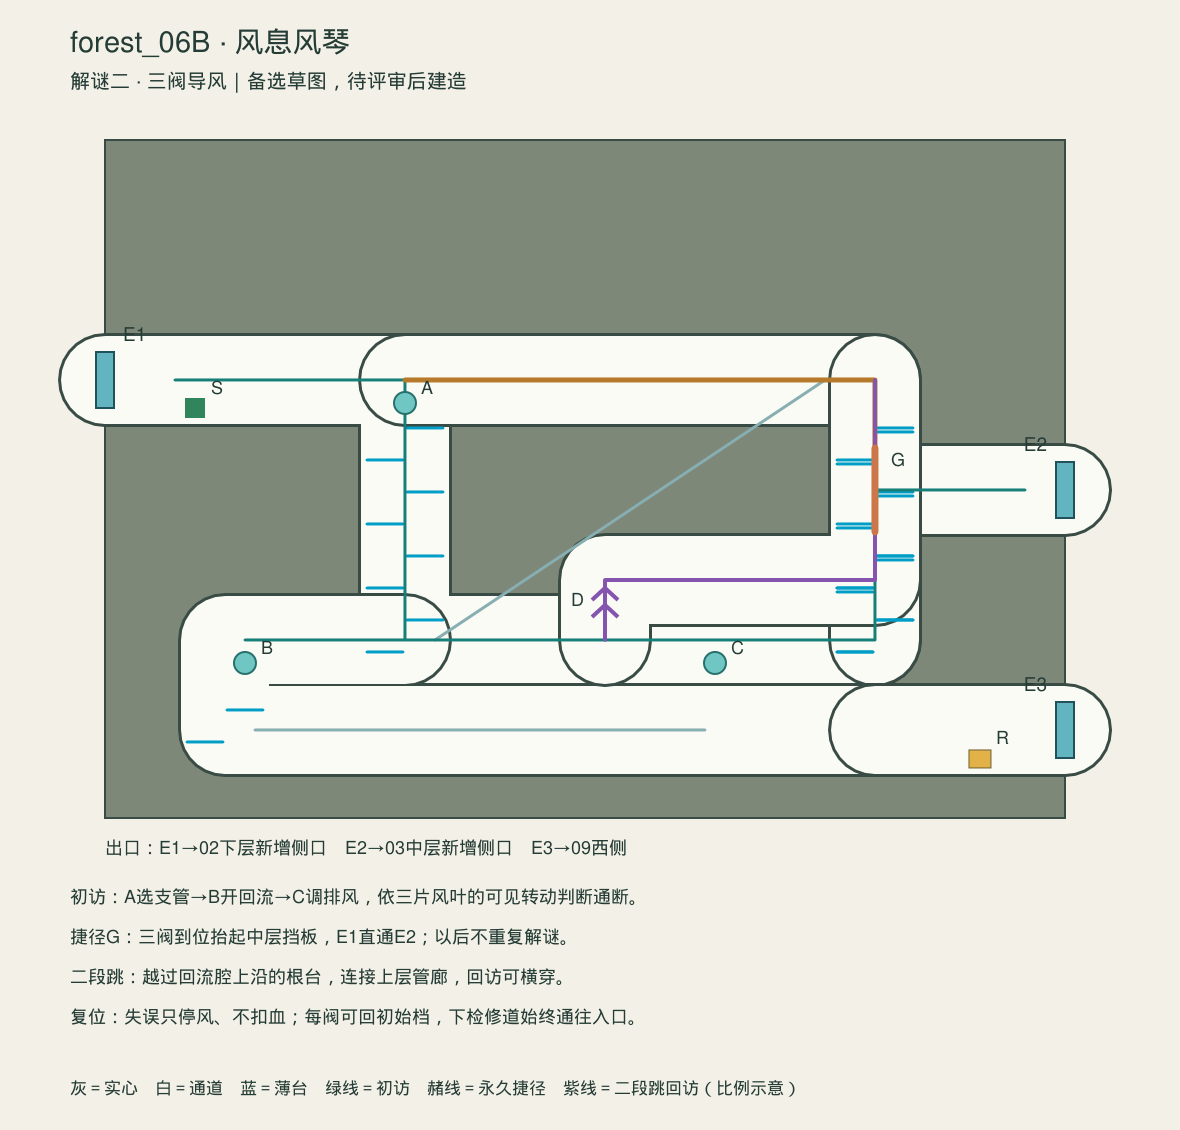 forest_06B · 风息风琴
解谜二 · 三阀导风｜备选草图，待评审后建造
E1
S
A
E2
G
D
B
C
E3
R
出口：E1→02下层新增侧口　E2→03中层新增侧口　E3→09西侧
初访：A选支管→B开回流→C调排风，依三片风叶的可见转动判断通断。
捷径G：三阀到位抬起中层挡板，E1直通E2；以后不重复解谜。
二段跳：越过回流腔上沿的根台，连接上层管廊，回访可横穿。
复位：失误只停风、不扣血；每阀可回初始档，下检修道始终通往入口。
灰＝实心　白＝通道　蓝＝薄台　绿线＝初访　赭线＝永久捷径　紫线＝二段跳回访（比例示意）